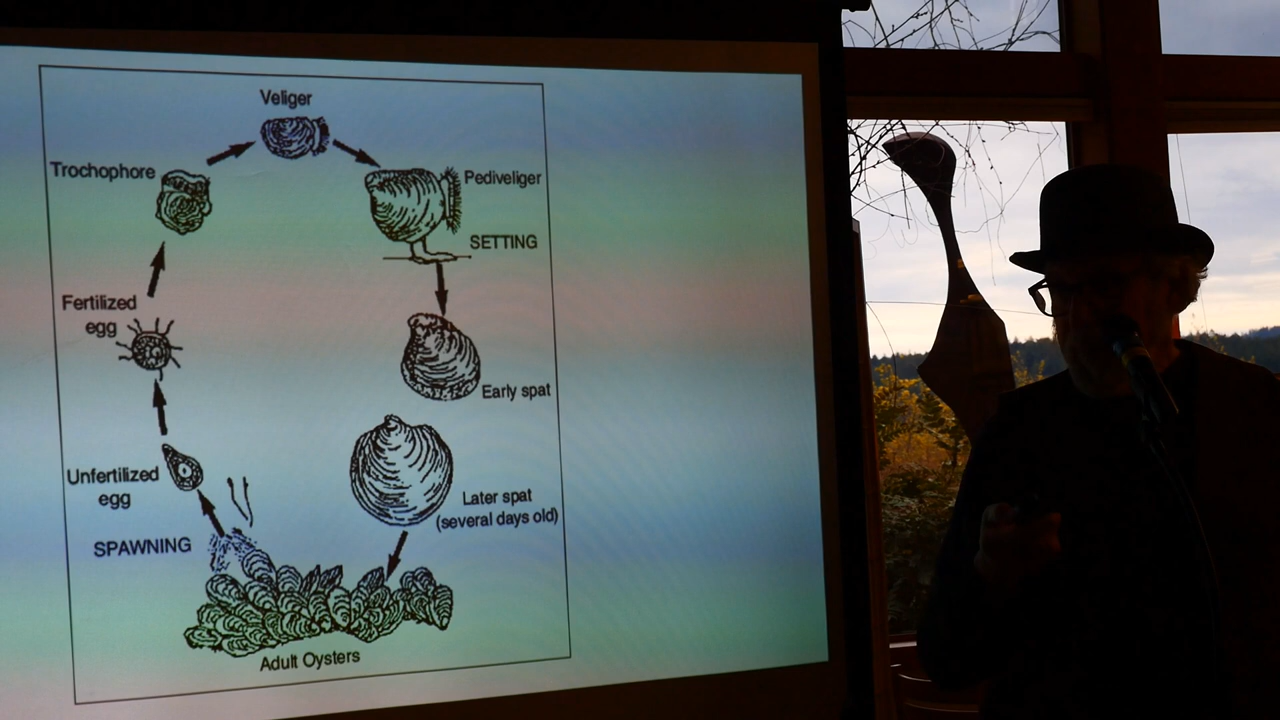 Veliger
Trochophore
Pediveliger
SETTING
Fertilized
egg
Early spat
Unfertilized
egg
Later spat
(several days old)
SPAWNING
Adult Oysters